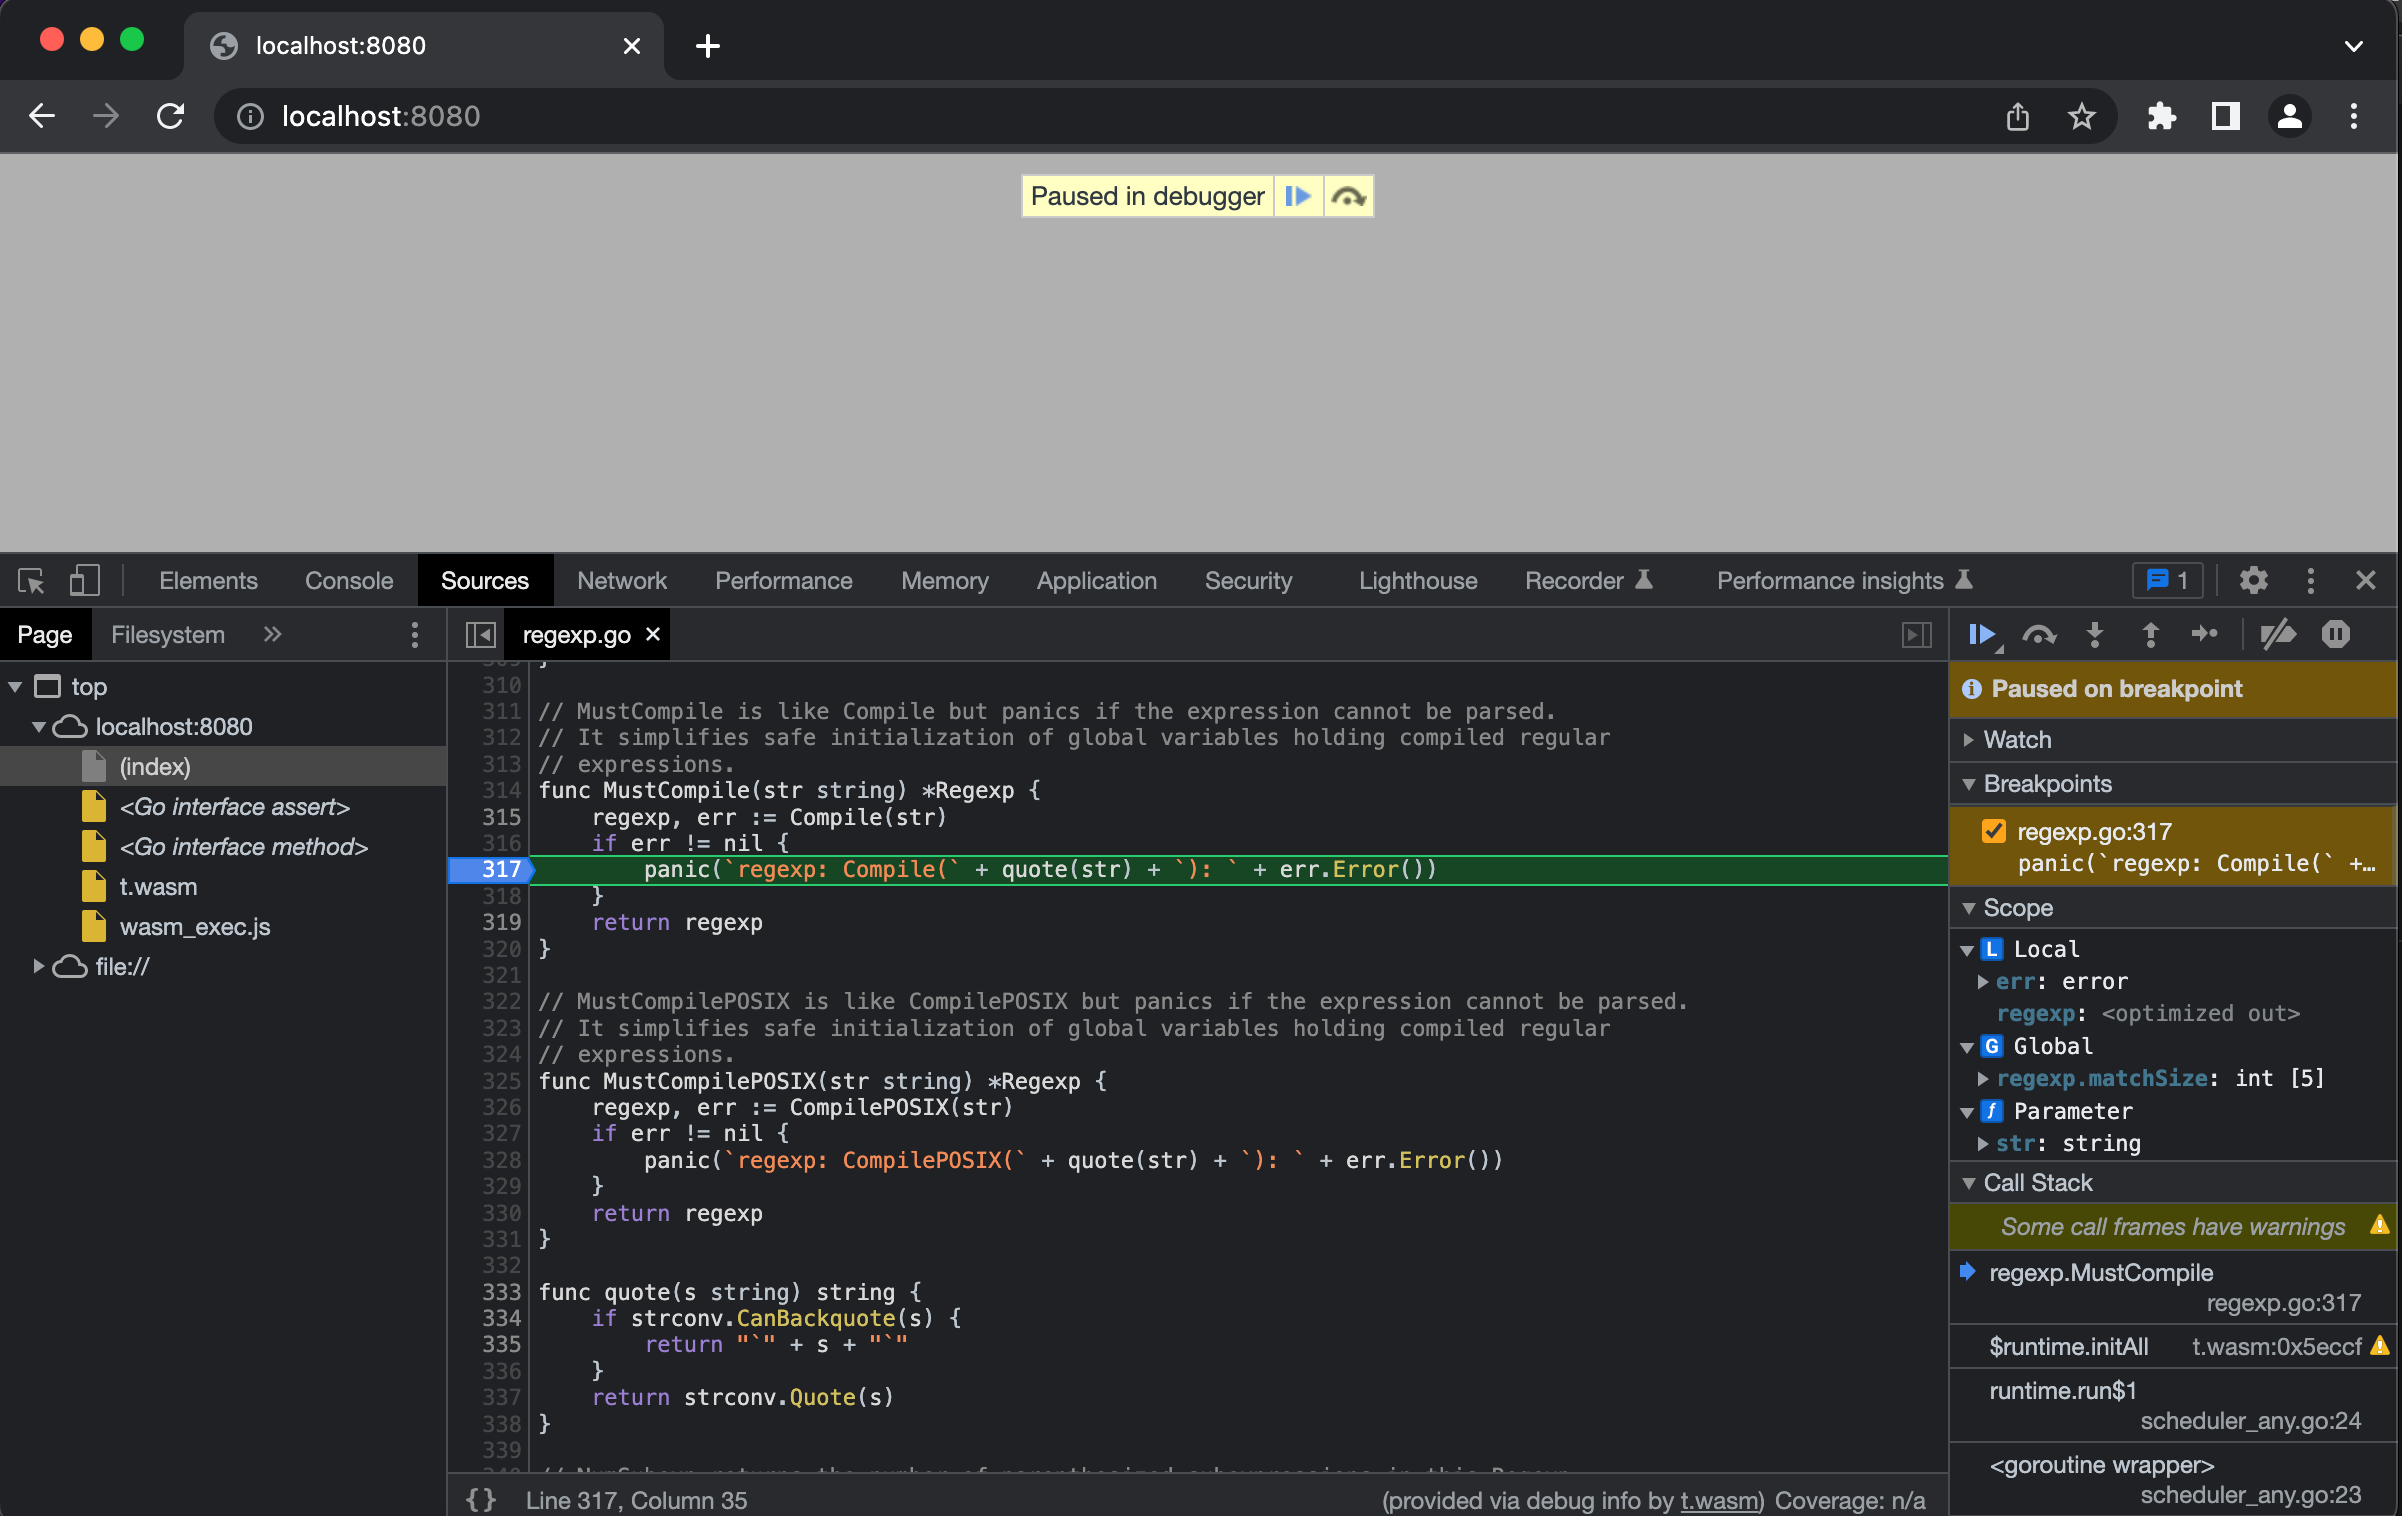 localhost:8080
localhost:8080
Paused in debugger
Elements Console Sources Network Performance Memory Application Security Lighthouse Recorder Performance insights 1
Page Filesystem
top
localhost:8080
(index)
<Go interface assert>
<Go interface method>
t.wasm
wasm_exec.js
file://
regexp.go
309 }
310
311 // MustCompile is like Compile but panics if the expression cannot be parsed.
312 // It simplifies safe initialization of global variables holding compiled regular
313 // expressions.
314 func MustCompile(str string) *Regexp {
315 regexp, err := Compile(str)
316 if err != nil {
317 panic(`regexp: Compile(` + quote(str) + `): ` + err.Error())
318 }
319 return regexp
320 }
321
322 // MustCompilePOSIX is like CompilePOSIX but panics if the expression cannot be parsed.
323 // It simplifies safe initialization of global variables holding compiled regular
324 // expressions.
325 func MustCompilePOSIX(str string) *Regexp {
326 regexp, err := CompilePOSIX(str)
327 if err != nil {
328 panic(`regexp: CompilePOSIX(` + quote(str) + `): ` + err.Error())
329 }
330 return regexp
331 }
332
333 func quote(s string) string {
334 if strconv.CanBackquote(s) {
335 return "`" + s + "`"
336 }
337 return strconv.Quote(s)
338 }
339
{} Line 317, Column 35 (provided via debug info by t.wasm) Coverage: n/a
Paused on breakpoint
Watch
Breakpoints
regexp.go:317
panic(`regexp: Compile(` +…
Scope
L Local
err: error
regexp: <optimized out>
G Global
regexp.matchSize: int [5]
f Parameter
str: string
Call Stack
Some call frames have warnings
regexp.MustCompile
regexp.go:317
$runtime.initAll t.wasm:0x5eccf
runtime.run$1
scheduler_any.go:24
<goroutine wrapper>
scheduler_any.go:23